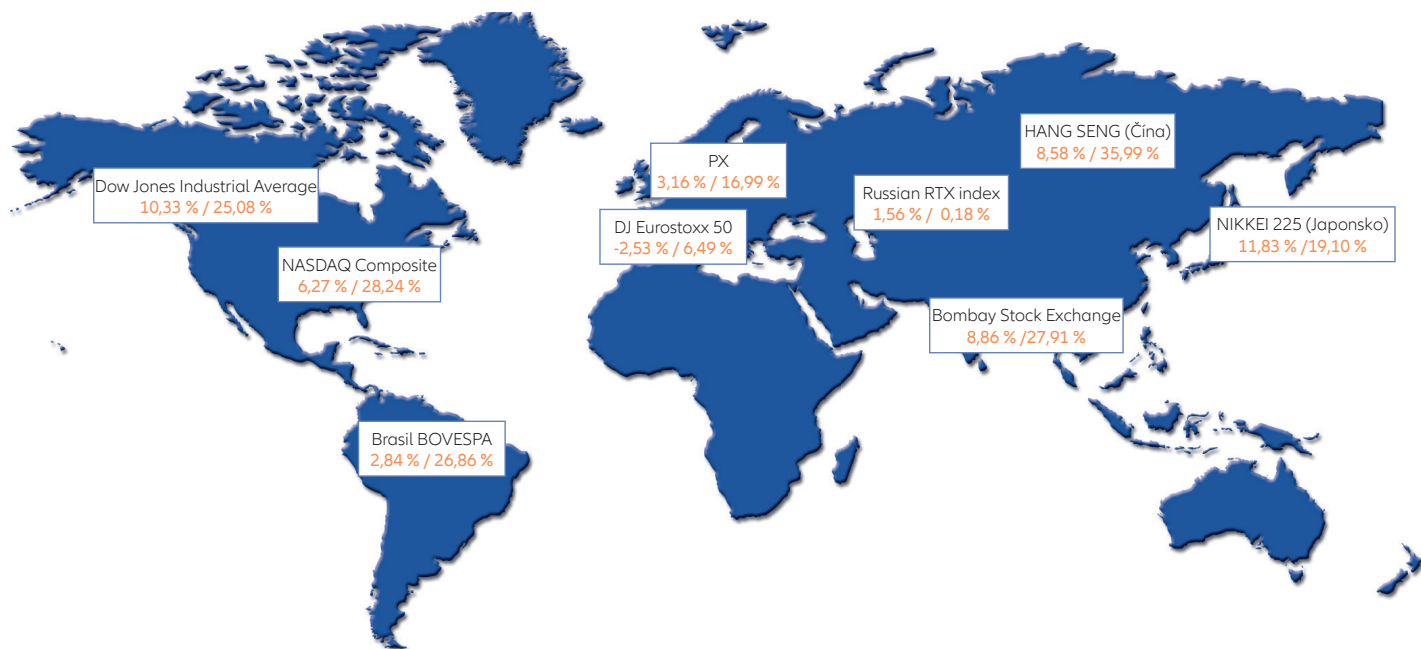 HANG SENG (Čína)
8,58 % / 35,99 %
PX
3,16 % / 16,99 %
Dow Jones Industrial Average
10,33 % / 25,08 %
Russian RTX index
1,56 % / 0,18 %
DJ Eurostoxx 50
-2,53 % / 6,49 %
NIKKEI 225 (Japonsko)
11,83 % /19,10 %
NASDAQ Composite
6,27 % / 28,24 %
Bombay Stock Exchange
8,86 % /27,91 %
Brasil BOVESPA
2,84 % / 26,86 %